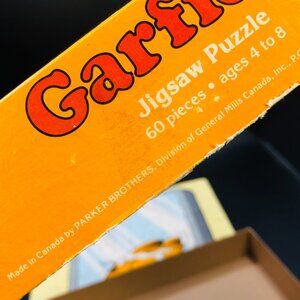 Garfie
Jigsaw Puzzle
60 pieces • ages 4 to 8
Made in Canada by PARKER BROTHERS, Division of General Mills Canada, Inc., P.